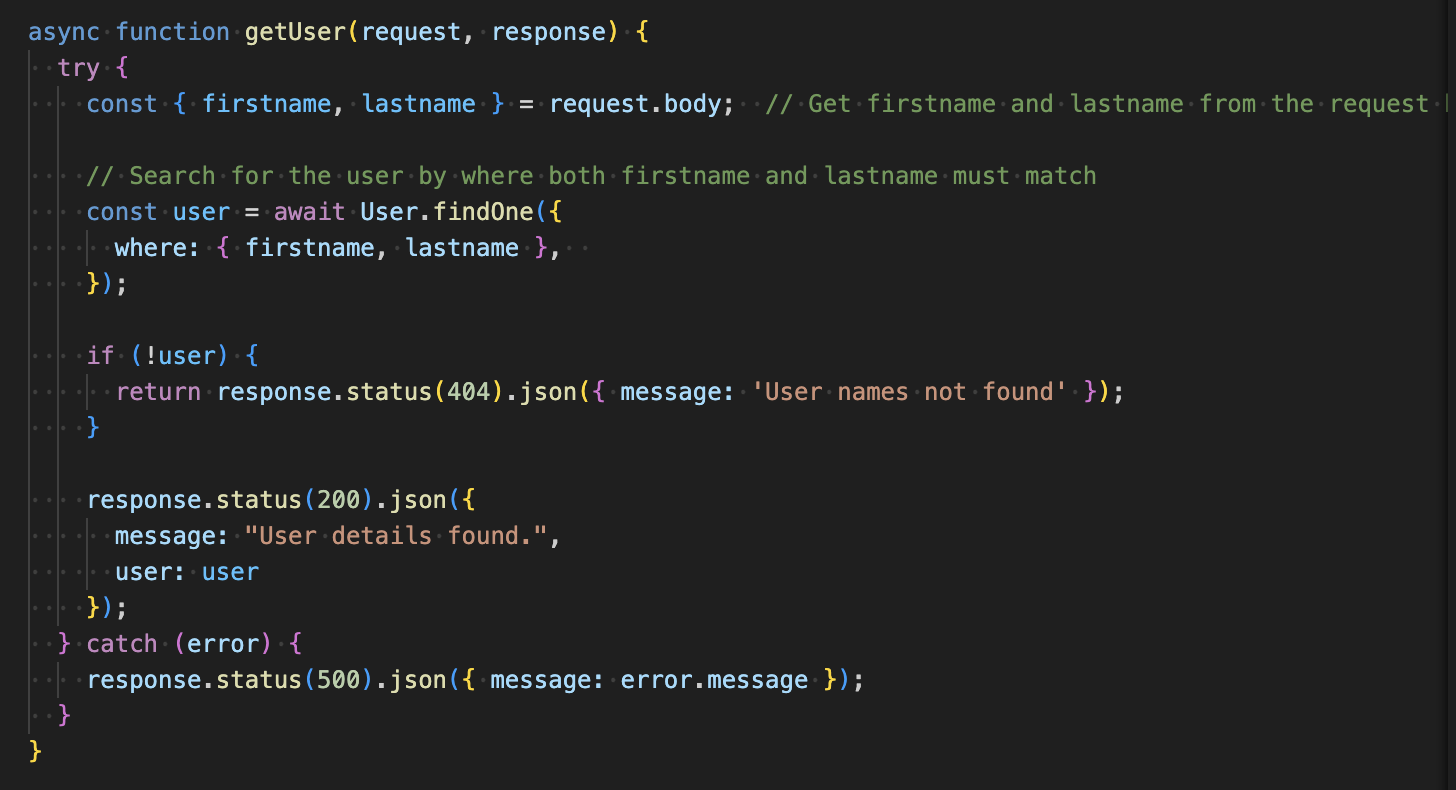 async function getUser(request, response) {
  try {
    const { firstname, lastname } = request.body;  // Get firstname and lastname from the request

    // Search for the user by where both firstname and lastname must match
    const user = await User.findOne({
      where: { firstname, lastname },
    });

    if (!user) {
      return response.status(404).json({ message: 'User names not found' });
    }

    response.status(200).json({
      message: "User details found.",
      user: user
    });
  } catch (error) {
    response.status(500).json({ message: error.message });
  }
}